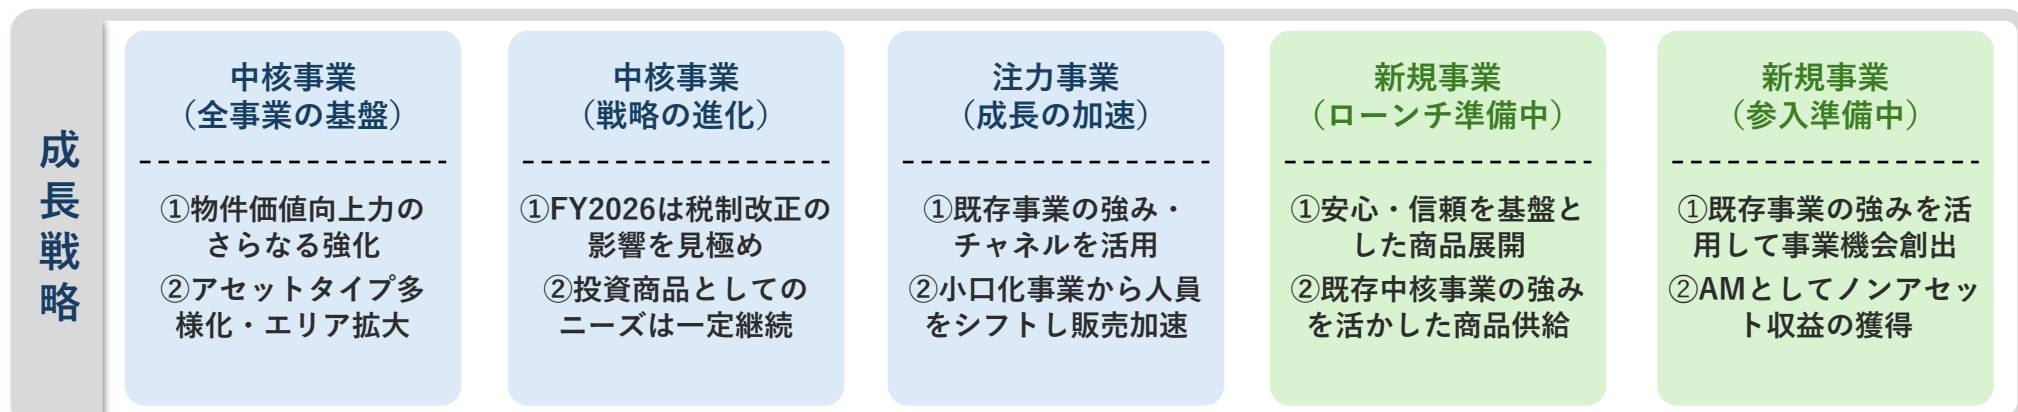 成長戦略
中核事業
（全事業の基盤）
①物件価値向上力の
さらなる強化
②アセットタイプ多
様化・エリア拡大
中核事業
（戦略の進化）
①FY2026は税制改正の
影響を見極め
②投資商品としての
ニーズは一定継続
注力事業
（成長の加速）
①既存事業の強み・
チャネルを活用
②小口化事業から人員
をシフトし販売加速
新規事業
（ローンチ準備中）
①安心・信頼を基盤と
した商品展開
②既存中核事業の強み
を活かした商品供給
新規事業
（参入準備中）
①既存事業の強みを活
用して事業機会創出
②AMとしてノンアセッ
ト収益の獲得